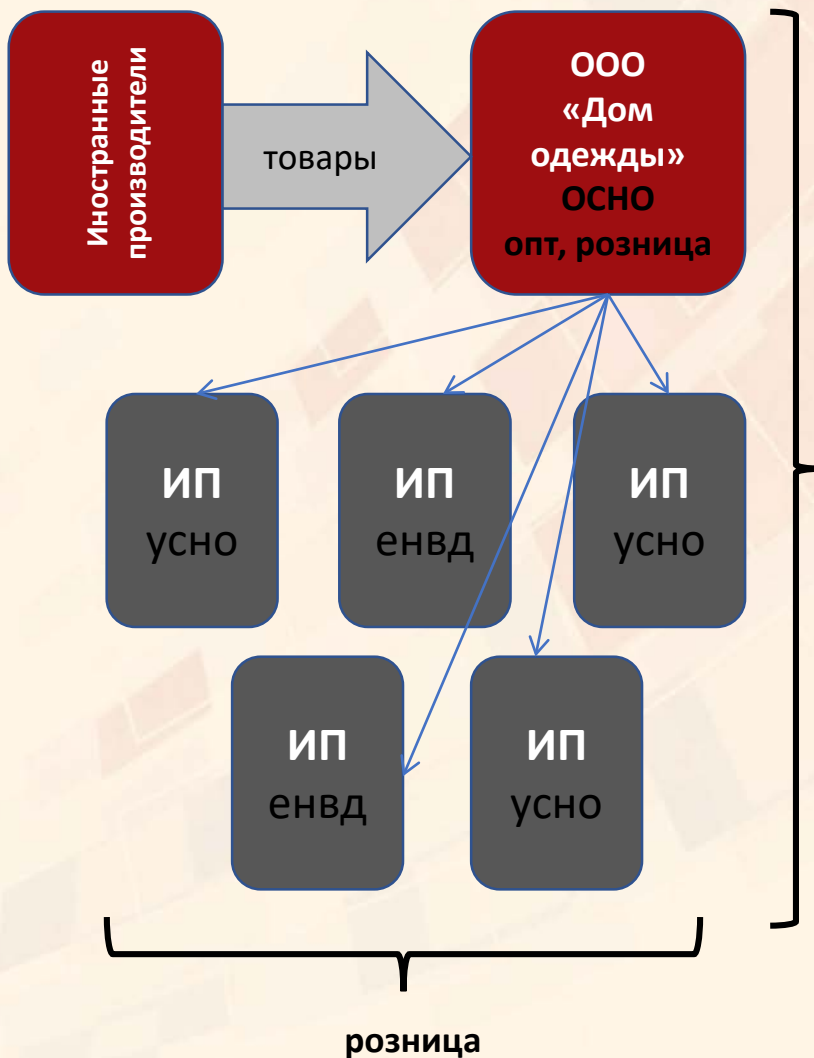 Иностранные
производители
товары
ООО
«Дом
одежды»
ОСНО
опт, розница
ИП
усно
ИП
енвд
ИП
усно
ИП
енвд
ИП
усно
розница